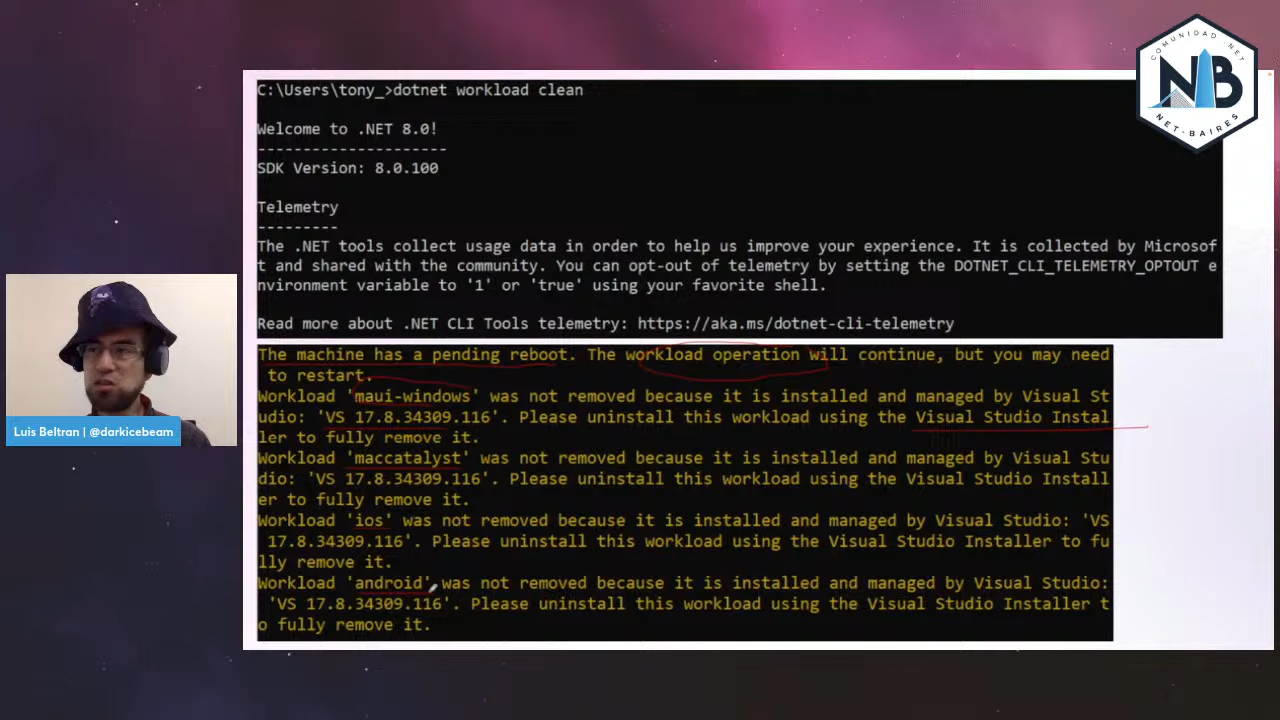 C:\Users\tony_>dotnet workload clean
Welcome to .NET 8.0!
---------------------
SDK Version: 8.0.100
Telemetry
---------
The .NET tools collect usage data in order to help us improve your experience. It is collected by Microsof
t and shared with the community. You can opt-out of telemetry by setting the DOTNET_CLI_TELEMETRY_OPTOUT e
nvironment variable to '1' or 'true' using your favorite shell.
Read more about .NET CLI Tools telemetry: https://aka.ms/dotnet-cli-telemetry
The machine has a pending reboot. The workload operation will continue, but you may need
to restart.
Workload 'maui-windows' was not removed because it is installed and managed by Visual St
udio: 'VS 17.8.34309.116'. Please uninstall this workload using the Visual Studio Instal
ler to fully remove it.
Workload 'maccatalyst' was not removed because it is installed and managed by Visual Stu
dio: 'VS 17.8.34309.116'. Please uninstall this workload using the Visual Studio Install
er to fully remove it.
Workload 'ios' was not removed because it is installed and managed by Visual Studio: 'VS
17.8.34309.116'. Please uninstall this workload using the Visual Studio Installer to fu
lly remove it.
Workload 'android' was not removed because it is installed and managed by Visual Studio:
'VS 17.8.34309.116'. Please uninstall this workload using the Visual Studio Installer t
o fully remove it.
COMUNIDAD .NET
NB
NET-BAIRES
Luis Beltran | @darkicebeam